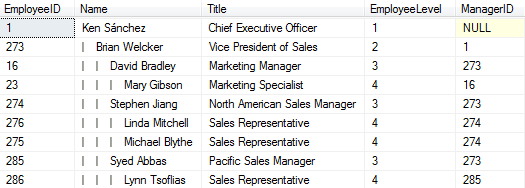 EmployeeID Name Title EmployeeLevel ManagerID
1 Ken Sánchez Chief Executive Officer 1 NULL
273 | Brian Welcker Vice President of Sales 2 1
16 | | David Bradley Marketing Manager 3 273
23 | | | Mary Gibson Marketing Specialist 4 16
274 | | Stephen Jiang North American Sales Manager 3 273
276 | | | Linda Mitchell Sales Representative 4 274
275 | | | Michael Blythe Sales Representative 4 274
285 | | Syed Abbas Pacific Sales Manager 3 273
286 | | | Lynn Tsoflias Sales Representative 4 285